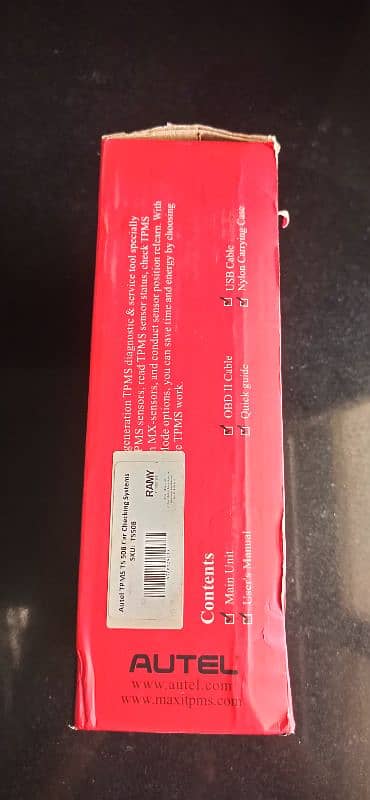 generation TPMS diagnostic & service tool specially
PMS sensors, read TPMS sensor status, check TPMS
MX-sensors, and conduct sensor position relearn. With
Mode options, you can save time and energy by choosing
TPMS work.
Autel TPMS TS 508 Car Checking Systems
SKU: TS508
RAMY
Contents
Main Unit
OBD II Cable
USB Cable
User's Manual
Quick guide
Nylon Carrying Case
AUTEL
www.autel.com
www.maxitpms.com